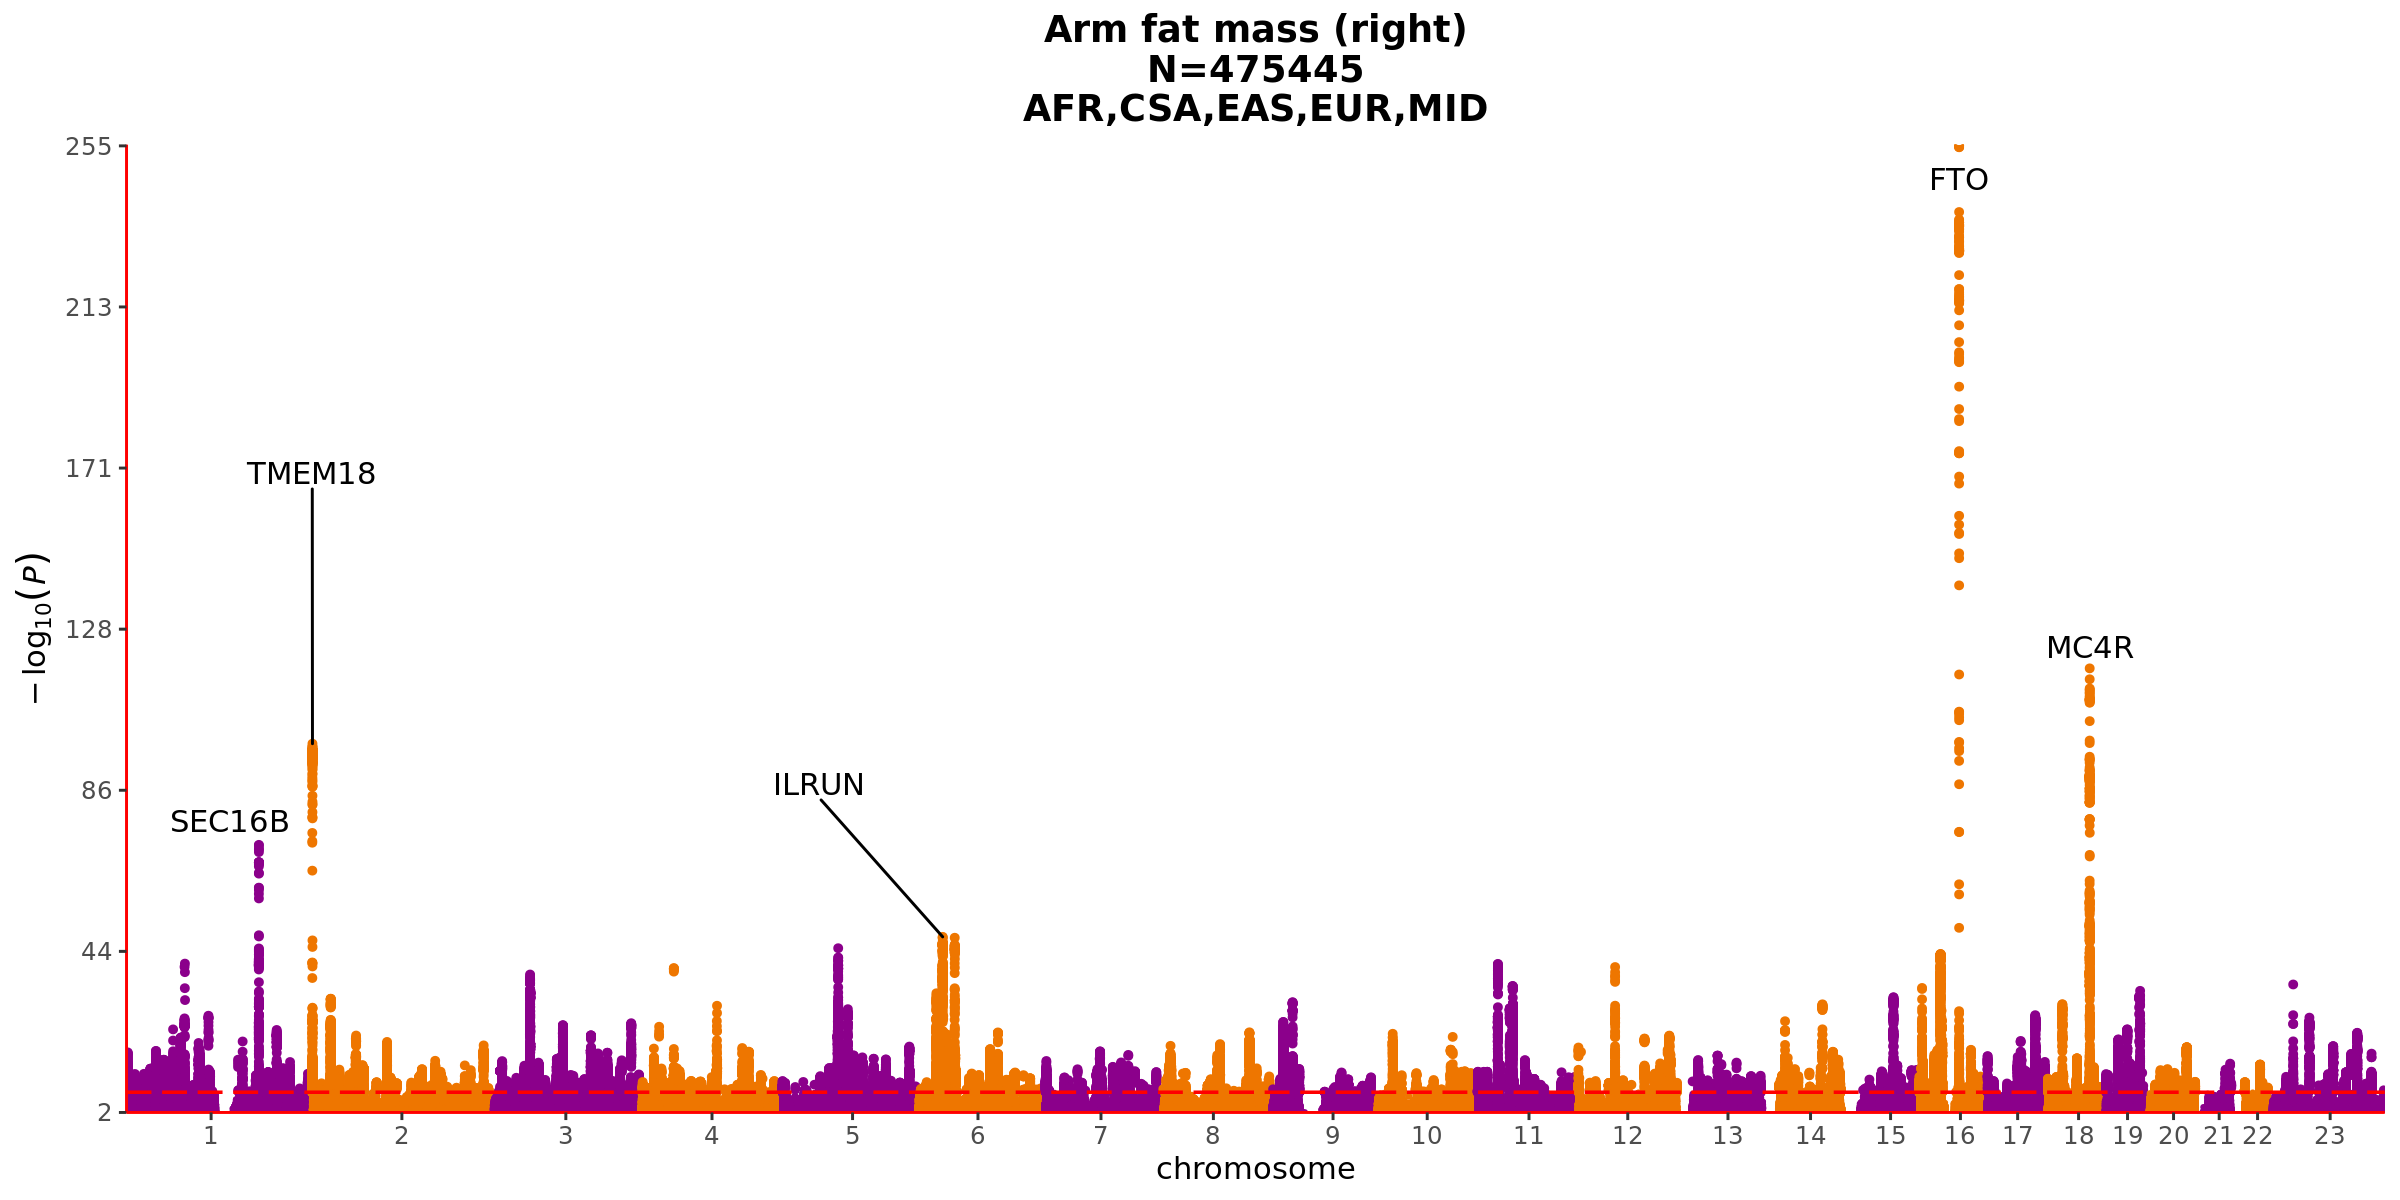 Arm fat mass (right)
N=475445
AFR,CSA,EAS,EUR,MID
255
213
171
128
86
44
2
−log10(P)
FTO
TMEM18
MC4R
ILRUN
SEC16B
1 2 3 4 5 6 7 8 9 10 11 12 13 14 15 16 17 18 19 20 21 22 23
chromosome